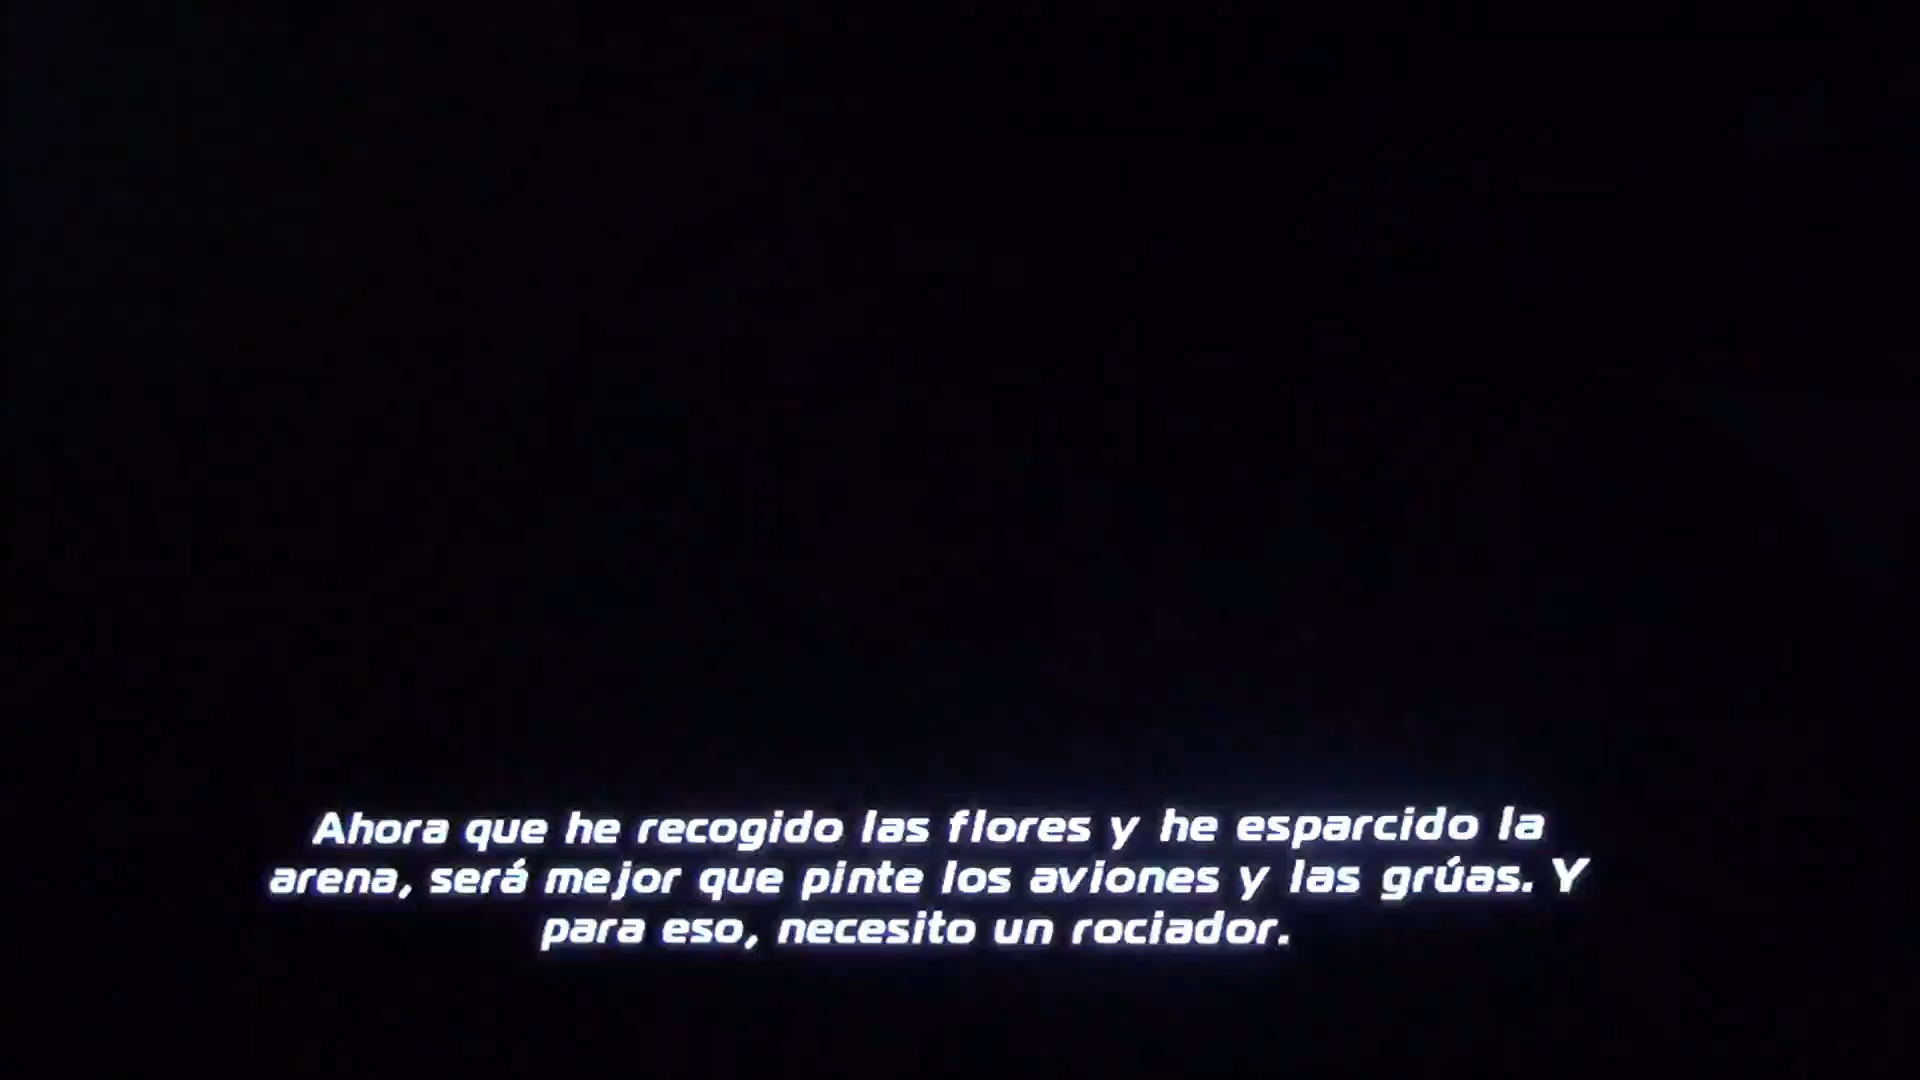 Ahora que he recogido las flores y he esparcido la
arena, será mejor que pinte los aviones y las grúas. Y
para eso, necesito un rociador.